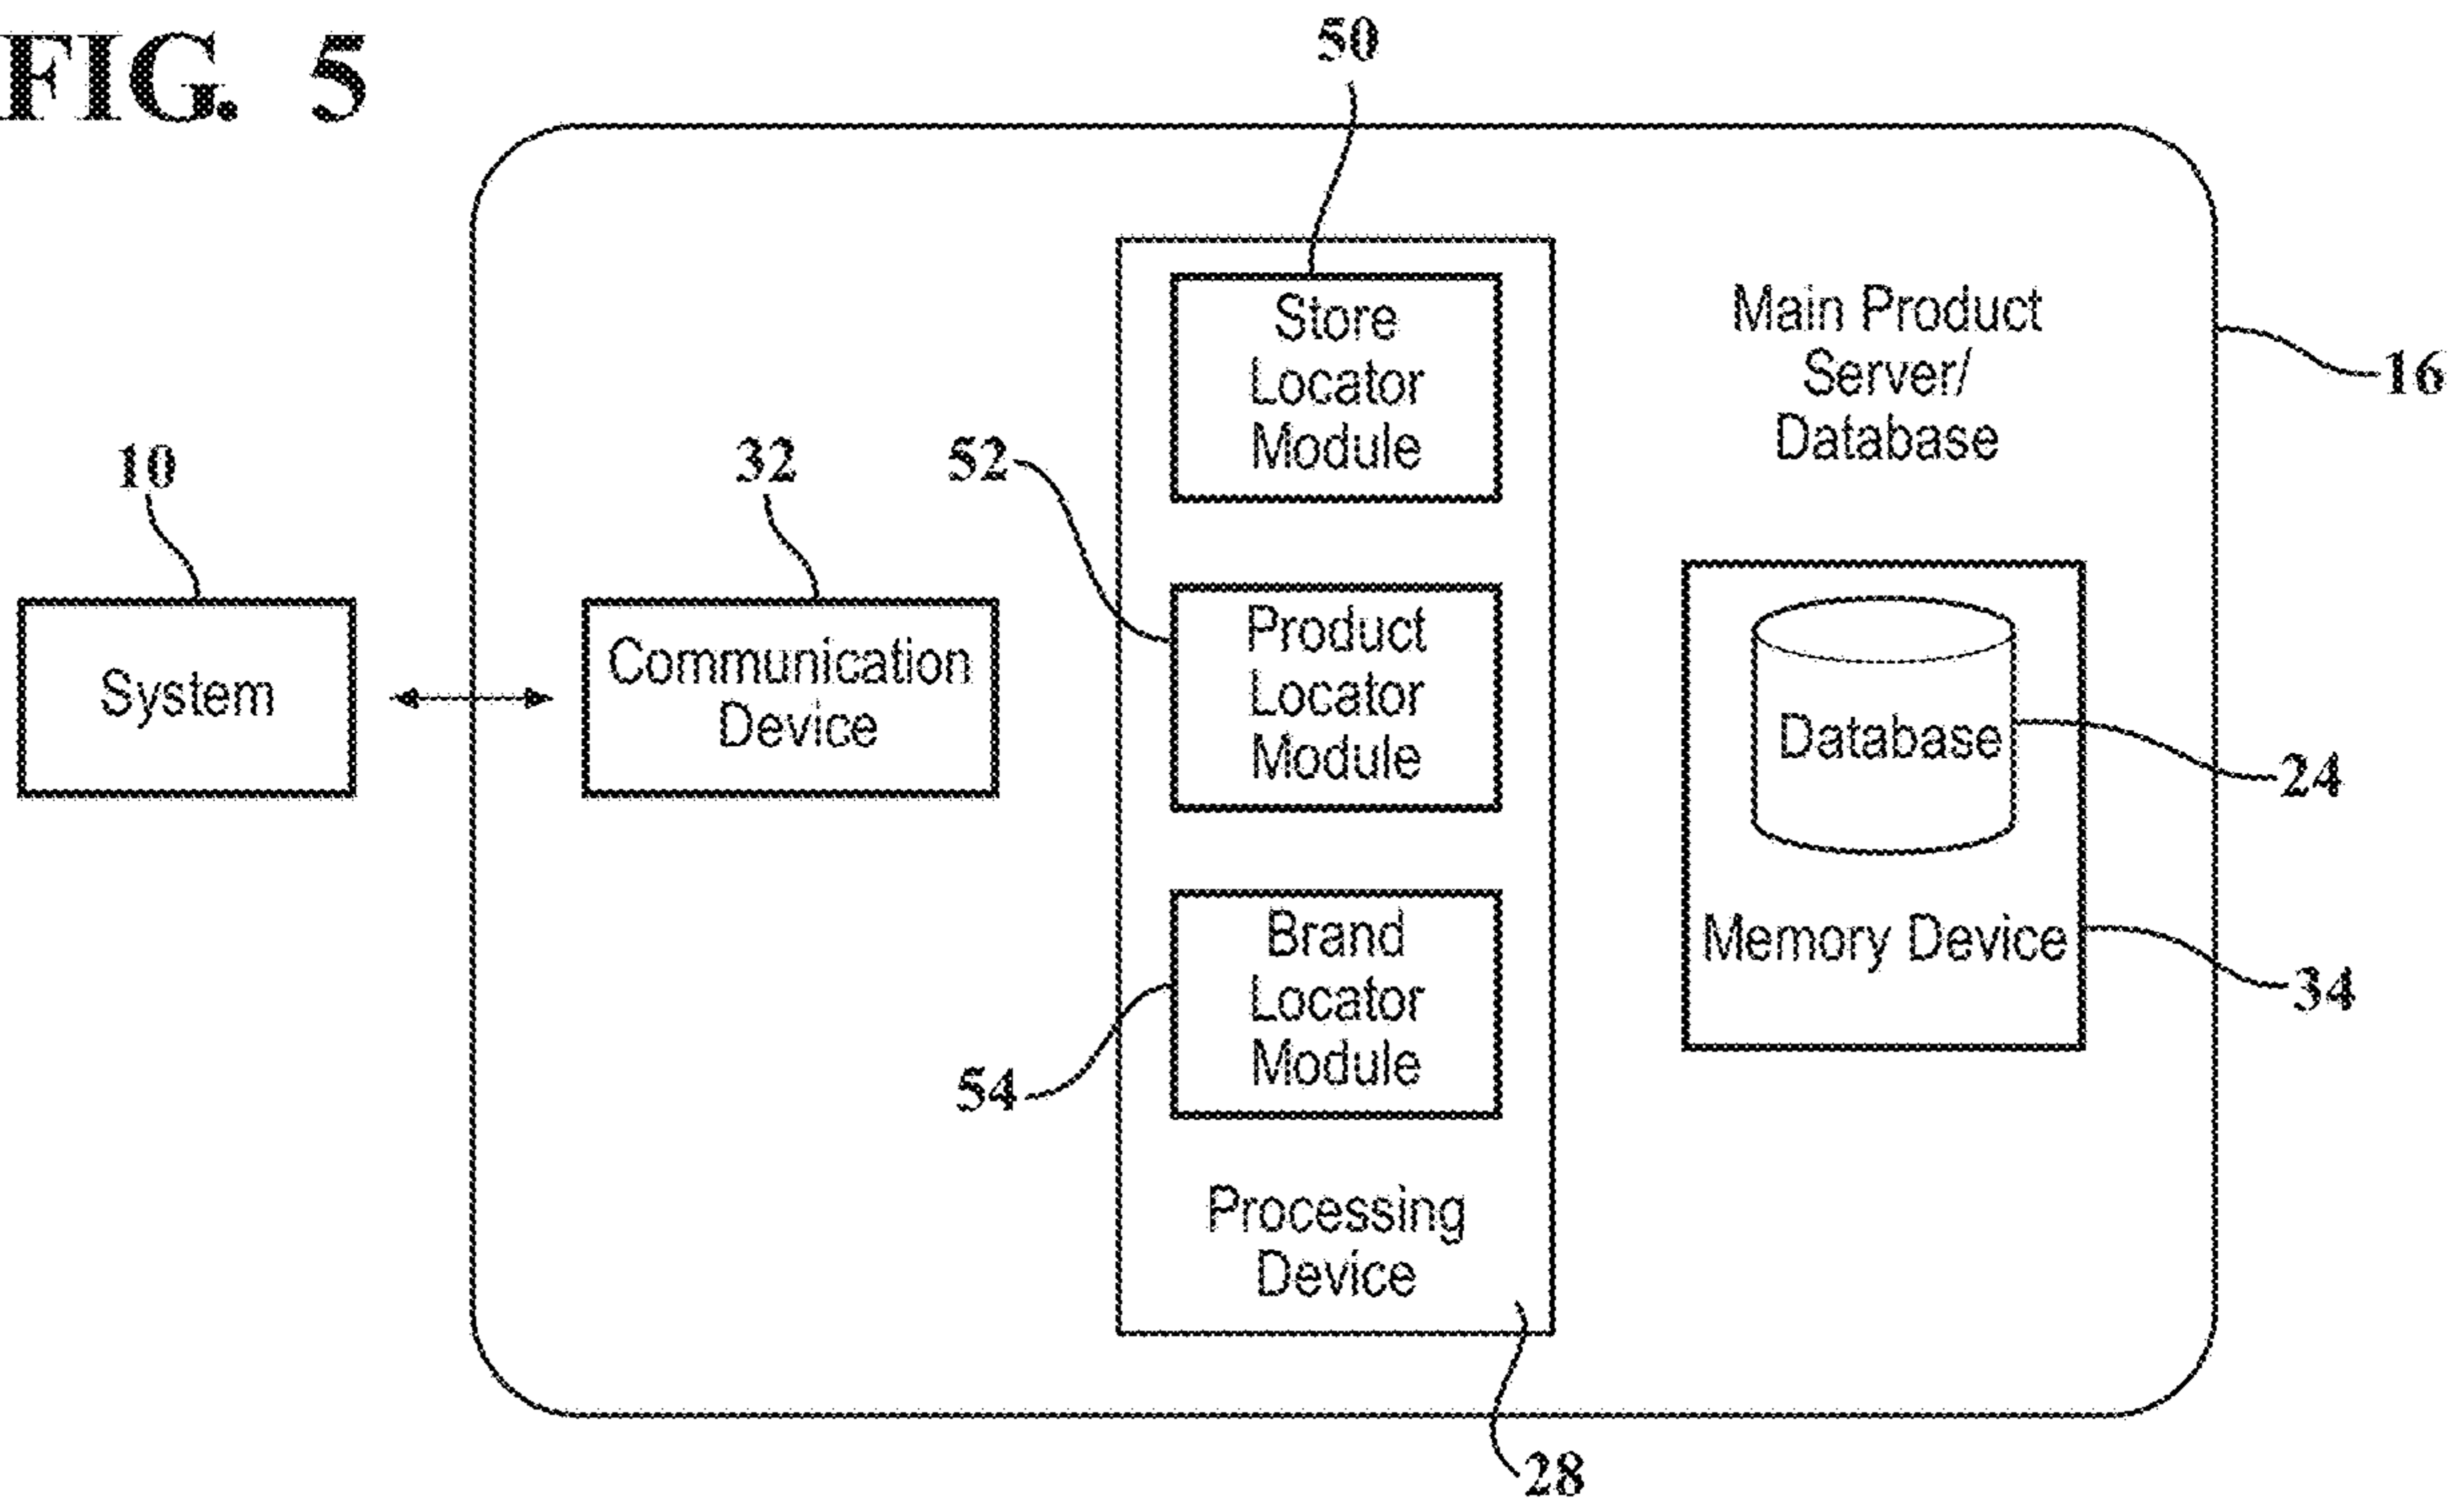 FIG. 5
50
Store
Locator
Module
Main Product
Server/
Database
16
10
32
52
System
Communication
Device
Product
Locator
Module
Database
24
Brand
Locator
Module
Memory Device
34
54
Processing
Device
28